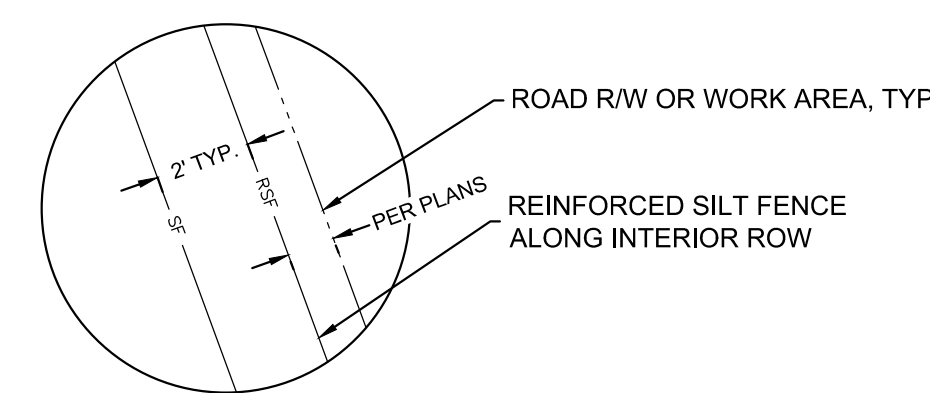 ROAD R/W OR WORK AREA, TYP
2' TYP.
RSF
SF
PER PLANS
REINFORCED SILT FENCE
ALONG INTERIOR ROW